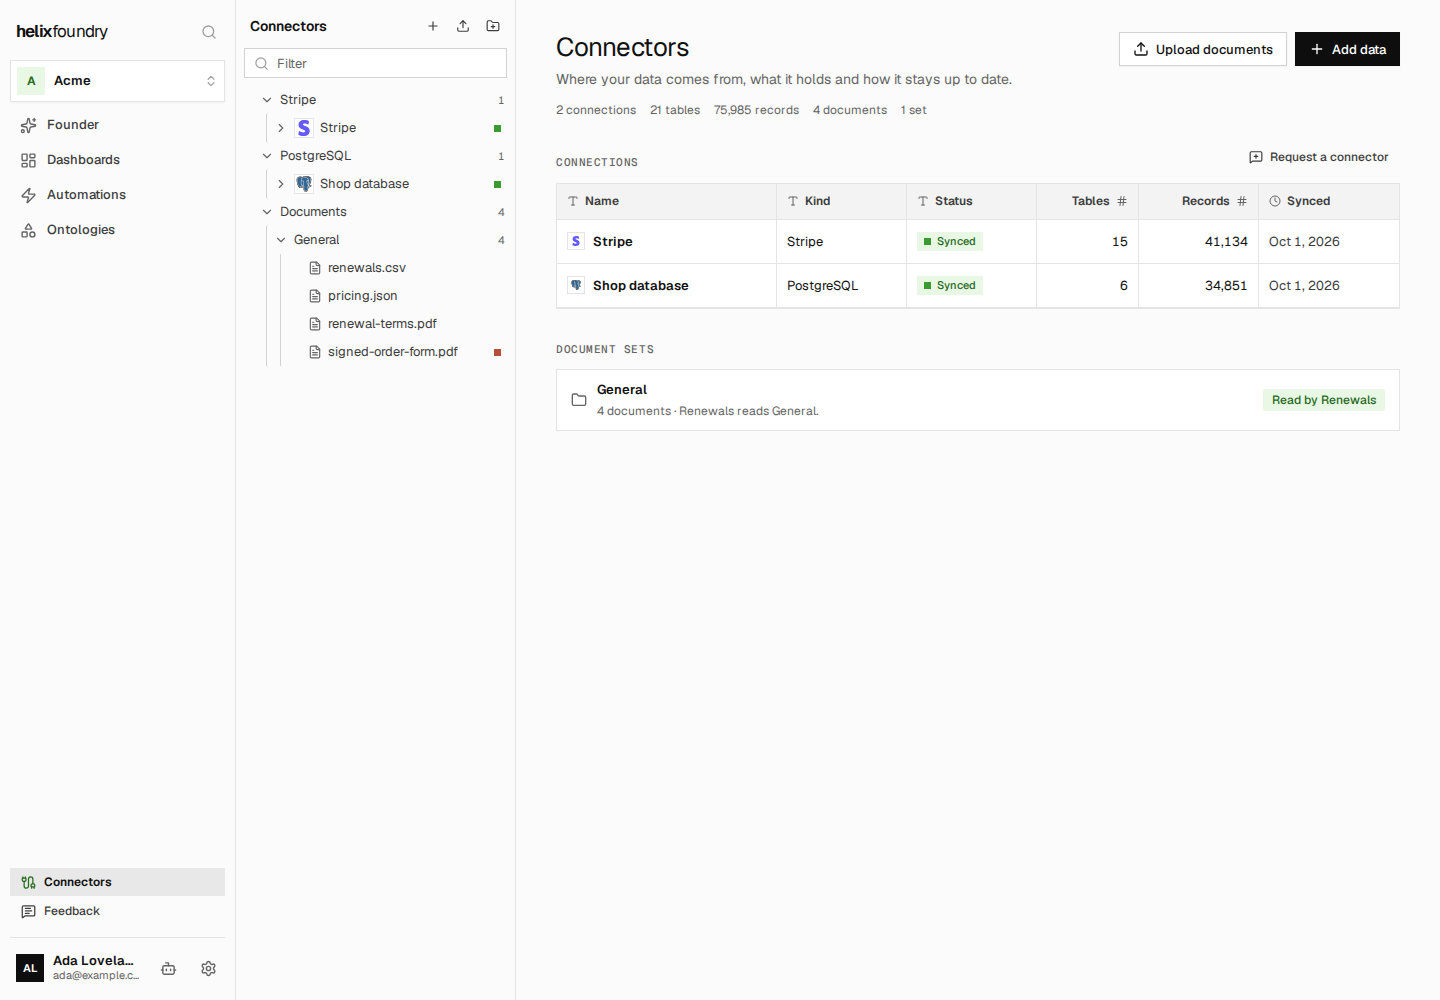 helixfoundry
A Acme
Founder
Dashboards
Automations
Ontologies
Connectors
Feedback
AL Ada Lovela...
ada@example.c...
Connectors
Filter
Stripe 1
Stripe
PostgreSQL 1
Shop database
Documents 4
General 4
renewals.csv
pricing.json
renewal-terms.pdf
signed-order-form.pdf
Connectors
Upload documents
Add data
Where your data comes from, what it holds and how it stays up to date.
2 connections 21 tables 75,985 records 4 documents 1 set
CONNECTIONS
Request a connector
Name Kind Status Tables Records Synced
S Stripe Stripe Synced 15 41,134 Oct 1, 2026
Shop database PostgreSQL Synced 6 34,851 Oct 1, 2026
DOCUMENT SETS
General
4 documents · Renewals reads General.
Read by Renewals